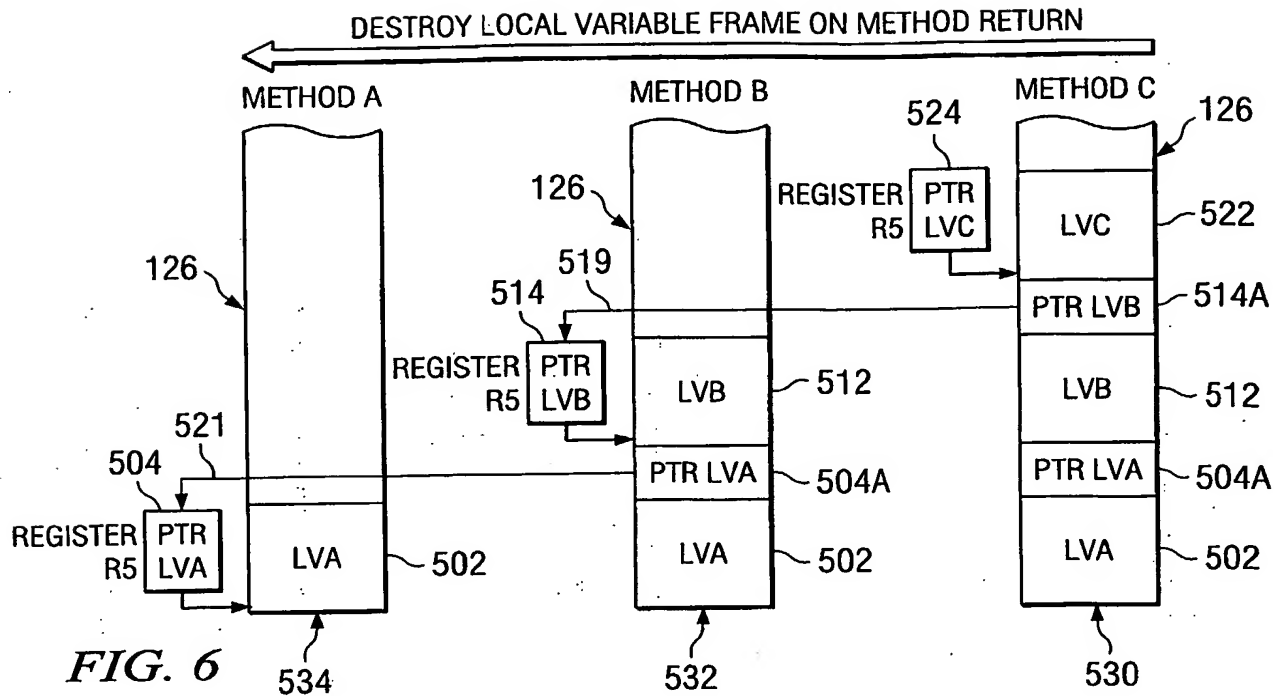 DESTROY LOCAL VARIABLE FRAME ON METHOD RETURN
METHOD A
METHOD B
METHOD C
524
126
REGISTER R5
PTR LVC
LVC
522
126
519
126
514
PTR LVB
514A
REGISTER R5
PTR LVB
LVB
512
LVB
512
521
504
PTR LVA
504A
PTR LVA
504A
REGISTER R5
PTR LVA
LVA
502
LVA
502
LVA
502
FIG. 6
534
532
530